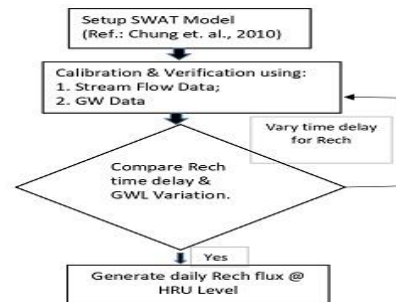 Setup SWAT Model
(Ref.: Chung et. al., 2010)
Calibration & Verification using:
1. Stream Flow Data;
2. GW Data
Vary time delay
for Rech
Compare Rech
time delay &
GWL Variation.
Yes
Generate daily Rech flux @
HRU Level